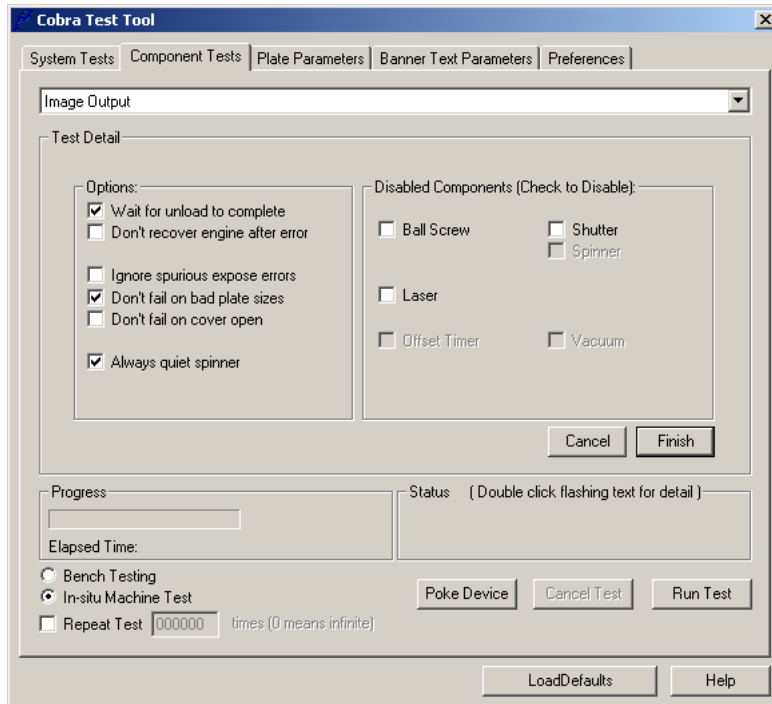 Cobra Test Tool
System Tests Component Tests Plate Parameters Banner Text Parameters Preferences
Image Output
Test Detail
Options:
Wait for unload to complete
Don't recover engine after error
Ignore spurious expose errors
Don't fail on bad plate sizes
Don't fail on cover open
Always quiet spinner
Disabled Components (Check to Disable):
Ball Screw
Shutter
Spinner
Laser
Offset Timer
Vacuum
Cancel
Finish
Progress
Elapsed Time:
Status ( Double click flashing text for detail )
Bench Testing
In-situ Machine Test
Repeat Test 000000 times (0 means infinite)
Poke Device
Cancel Test
Run Test
LoadDefaults
Help